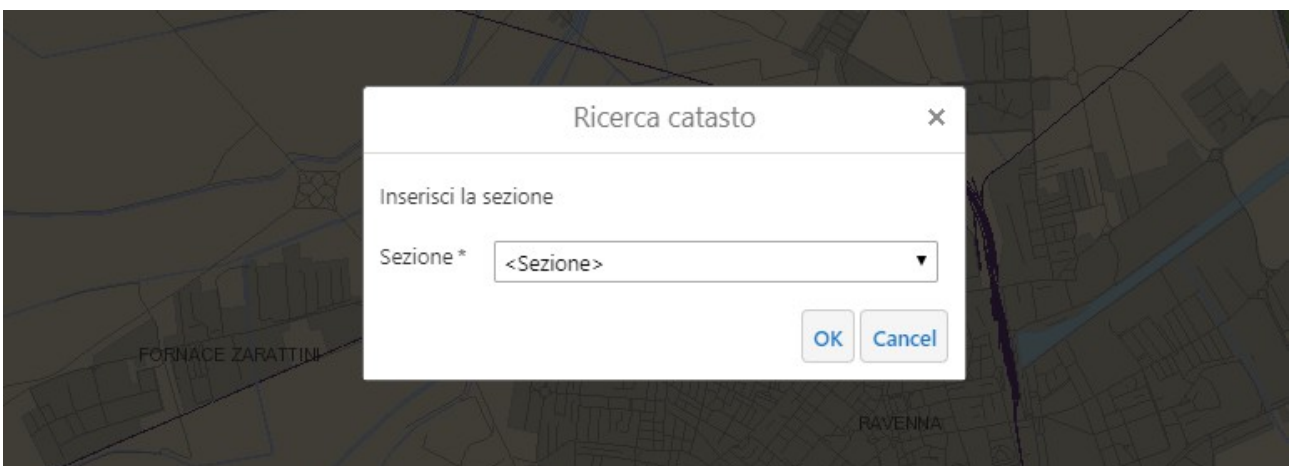 Ricerca catasto ×
Inserisci la sezione
Sezione * <Sezione>
OK Cancel
FORNACE ZARATTINI
RAVENNA